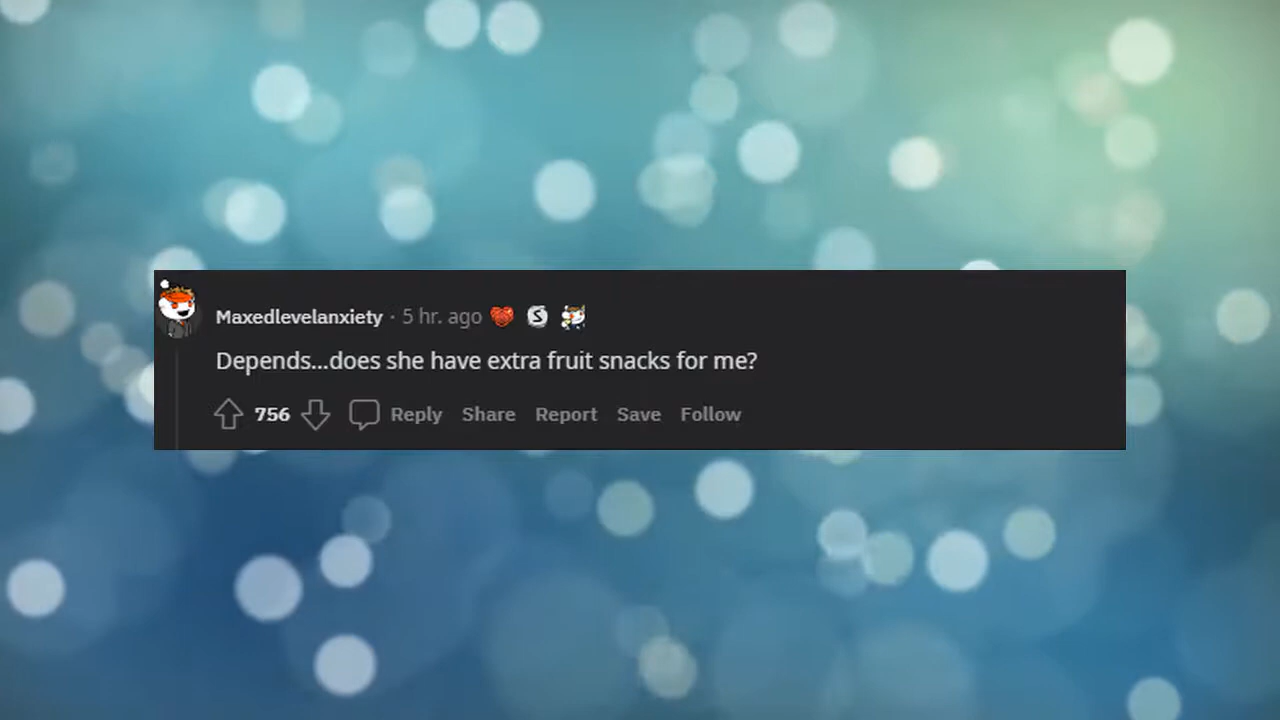 Maxedlevelanxiety · 5 hr. ago
Depends...does she have extra fruit snacks for me?
756 Reply Share Report Save Follow